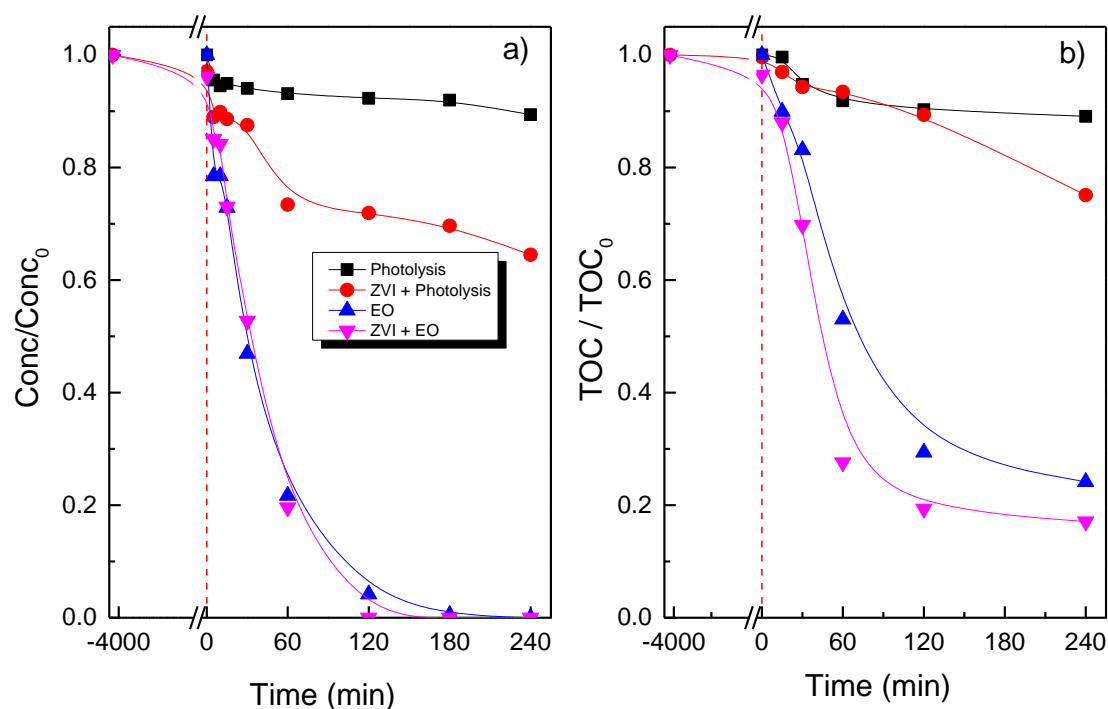 a)
1.0
0.8
0.6
0.4
0.2
0.0
Conc/Conc₀
Photolysis
ZVI + Photolysis
EO
ZVI + EO
-4000 0 60 120 180 240
Time (min)
b)
1.0
0.8
0.6
0.4
0.2
0.0
TOC / TOC₀
-4000 0 60 120 180 240
Time (min)